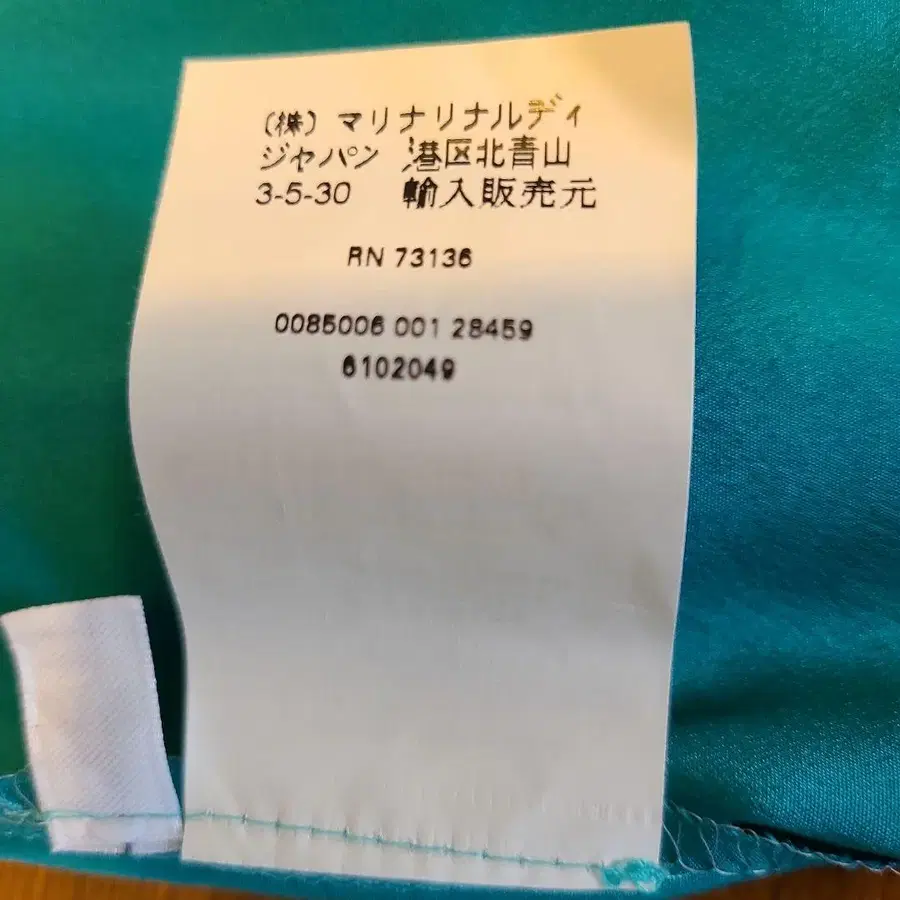 (株) マリナリナルディ
ジャパン 港区北青山
3-5-30 輸入販売元
RN 73136
0085006 001 28459
6102049